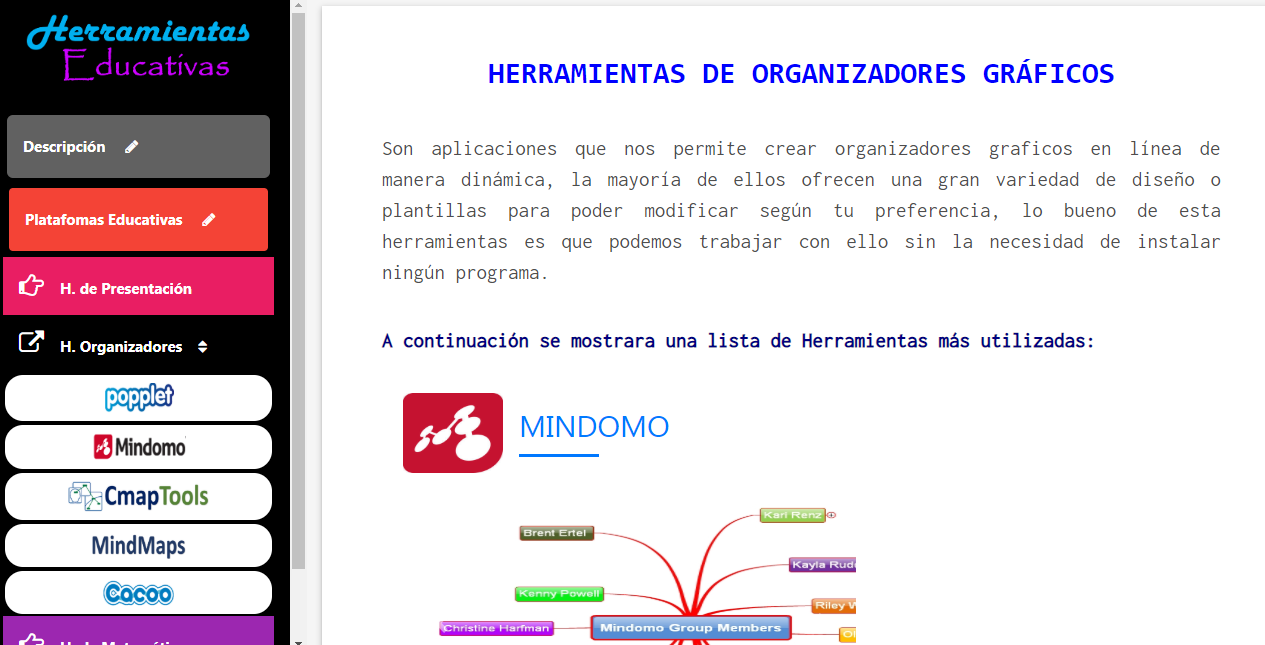 Herramientas
Educativas
Descripción
Platafomas Educativas
H. de Presentación
H. Organizadores
popplet
Mindomo
CmapTools
MindMaps
Cacoo
HERRAMIENTAS DE ORGANIZADORES GRÁFICOS
Son aplicaciones que nos permite crear organizadores graficos en línea de
manera dinámica, la mayoría de ellos ofrecen una gran variedad de diseño o
plantillas para poder modificar según tu preferencia, lo bueno de esta
herramientas es que podemos trabajar con ello sin la necesidad de instalar
ningún programa.
A continuación se mostrara una lista de Herramientas más utilizadas:
MINDOMO
Karl Renz
Brent Ertel
Kayla
Kenny Powell
Riley
Christine Harfman
Mindomo Group Members